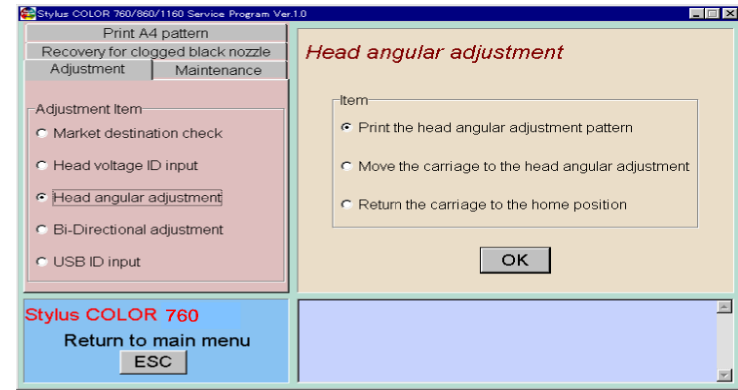 Stylus COLOR 760/860/1160 Service Program Ver.1.0
Print A4 pattern
Recovery for clogged black nozzle
Adjustment
Maintenance
Adjustment Item
Market destination check
Head voltage ID input
Head angular adjustment
Bi-Directional adjustment
USB ID input
Head angular adjustment
Item
Print the head angular adjustment pattern
Move the carriage to the head angular adjustment
Return the carriage to the home position
OK
Stylus COLOR 760
Return to main menu
ESC